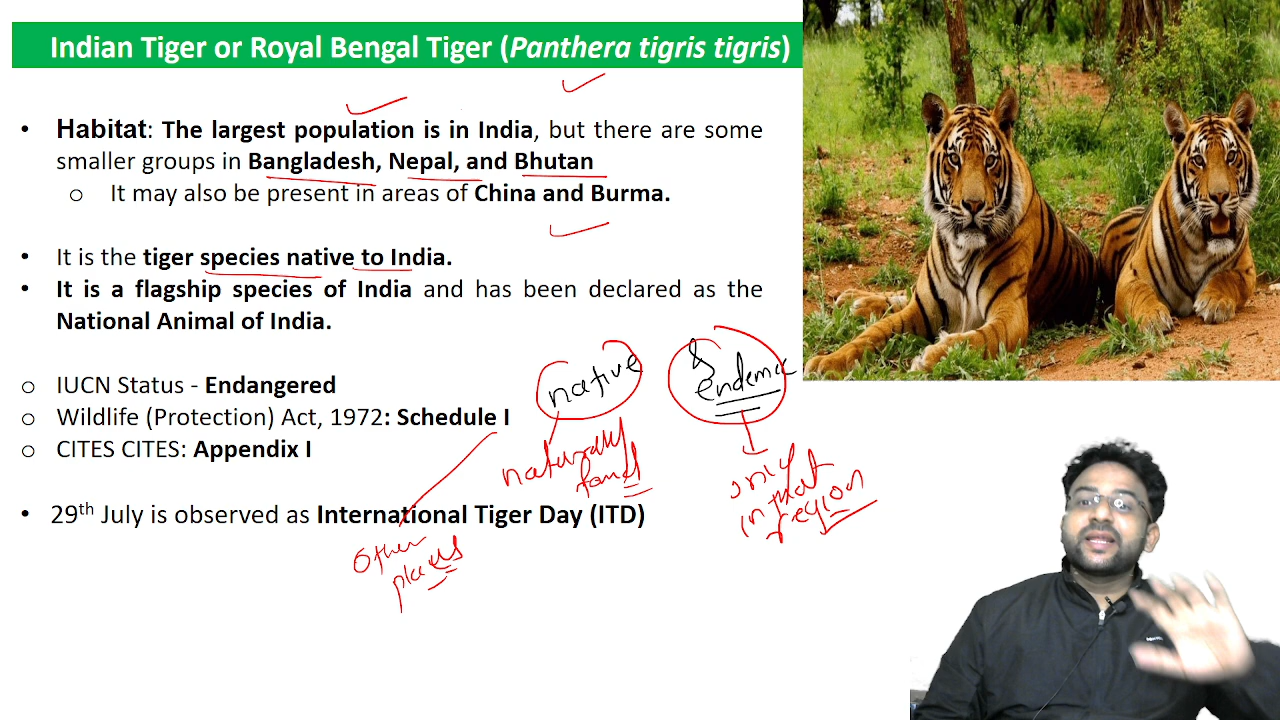 Indian Tiger or Royal Bengal Tiger (Panthera tigris tigris)
• Habitat: The largest population is in India, but there are some
smaller groups in Bangladesh, Nepal, and Bhutan
o It may also be present in areas of China and Burma.
• It is the tiger species native to India.
• It is a flagship species of India and has been declared as the
National Animal of India.
native & endemic
o IUCN Status - Endangered
o Wildlife (Protection) Act, 1972: Schedule I
o CITES CITES: Appendix I
naturally
found
only
in that
region
• 29th July is observed as International Tiger Day (ITD)
Other
places